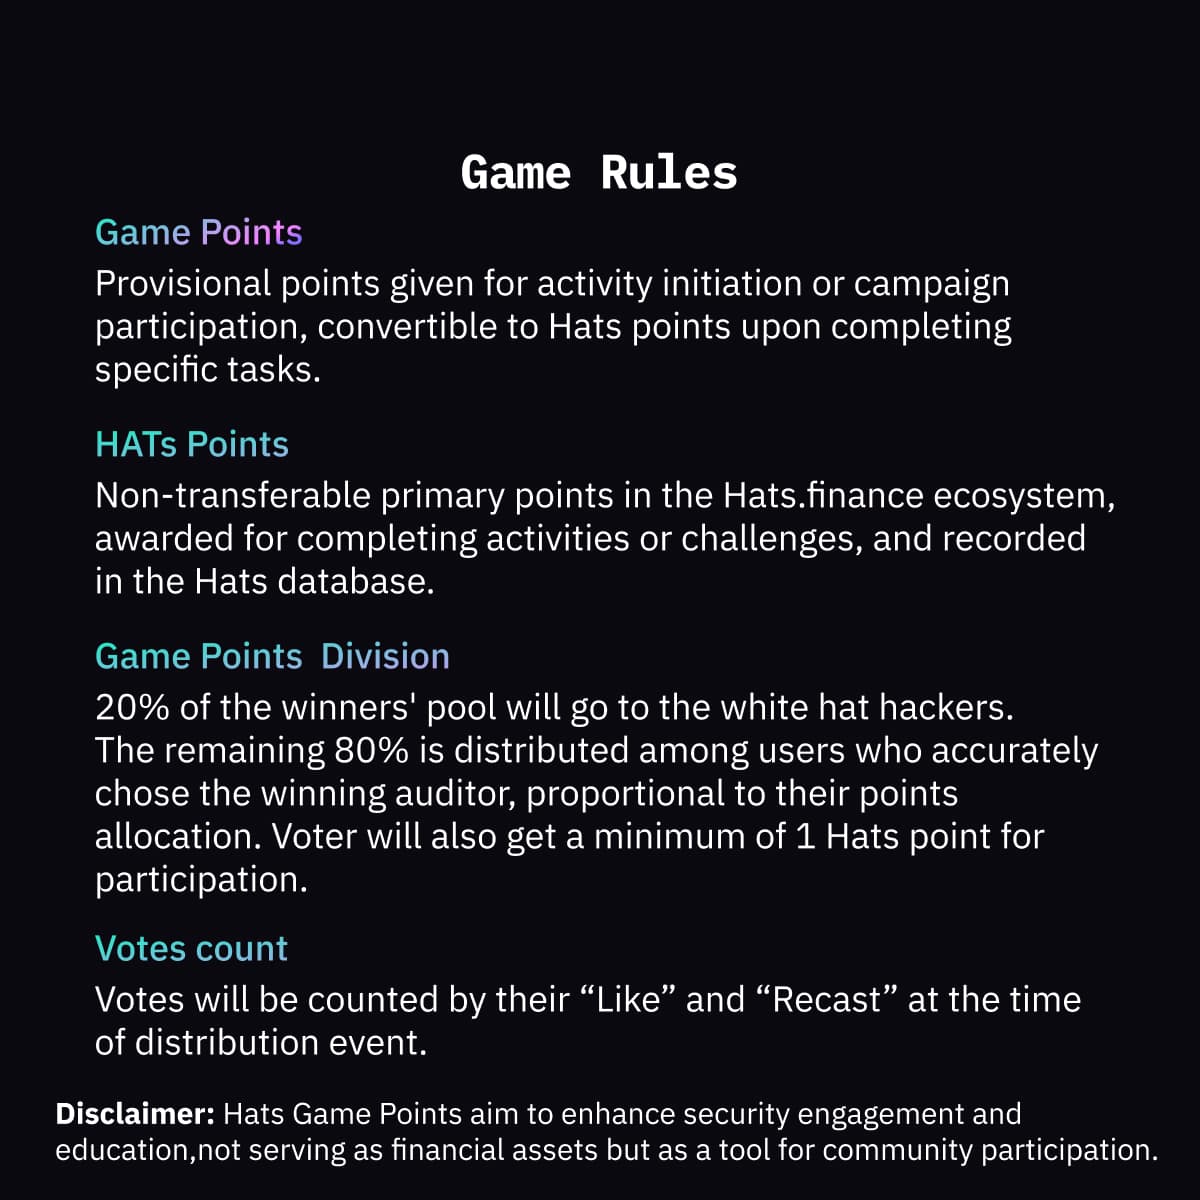 Game Rules
Game Points
Provisional points given for activity initiation or campaign
participation, convertible to Hats points upon completing
specific tasks.
HATs Points
Non-transferable primary points in the Hats.finance ecosystem,
awarded for completing activities or challenges, and recorded
in the Hats database.
Game Points  Division
20% of the winners' pool will go to the white hat hackers.
The remaining 80% is distributed among users who accurately
chose the winning auditor, proportional to their points
allocation. Voter will also get a minimum of 1 Hats point for
participation.
Votes count
Votes will be counted by their “Like” and “Recast” at the time
of distribution event.
Disclaimer: Hats Game Points aim to enhance security engagement and
education,not serving as financial assets but as a tool for community participation.